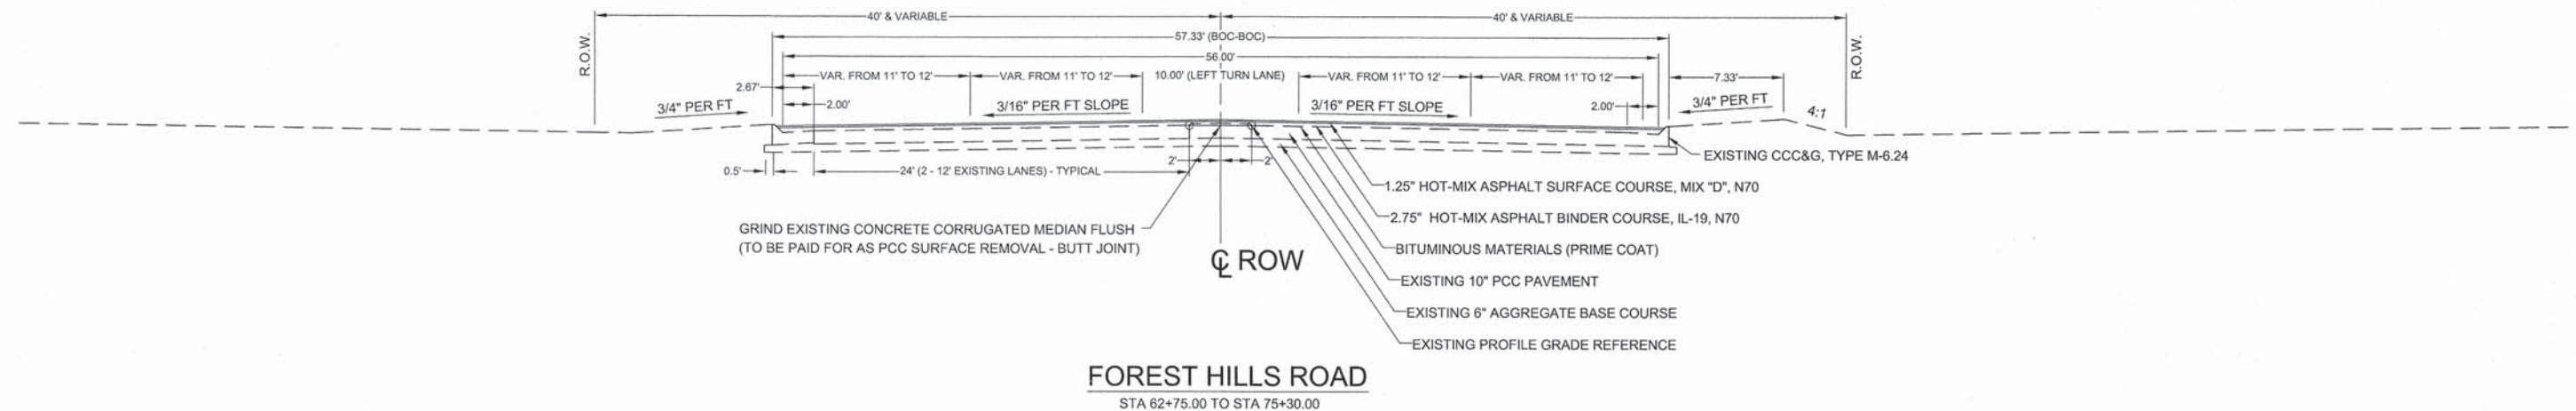 40' & VARIABLE
40' & VARIABLE
57.33' (BOC-BOC)
56.00'
R.O.W.
R.O.W.
VAR. FROM 11' TO 12'
VAR. FROM 11' TO 12'
10.00' (LEFT TURN LANE)
VAR. FROM 11' TO 12'
VAR. FROM 11' TO 12'
7.33'
2.67'
3/4" PER FT
2.00'
3/16" PER FT SLOPE
3/16" PER FT SLOPE
2.00'
3/4" PER FT
4:1
EXISTING CCC&G, TYPE M-6.24
0.5'
24' (2 - 12' EXISTING LANES) - TYPICAL
2'
2'
1.25" HOT-MIX ASPHALT SURFACE COURSE, MIX "D", N70
2.75" HOT-MIX ASPHALT BINDER COURSE, IL-19, N70
GRIND EXISTING CONCRETE CORRUGATED MEDIAN FLUSH
(TO BE PAID FOR AS PCC SURFACE REMOVAL - BUTT JOINT)
BITUMINOUS MATERIALS (PRIME COAT)
℄ ROW
EXISTING 10" PCC PAVEMENT
EXISTING 6" AGGREGATE BASE COURSE
EXISTING PROFILE GRADE REFERENCE
FOREST HILLS ROAD
STA 62+75.00 TO STA 75+30.00